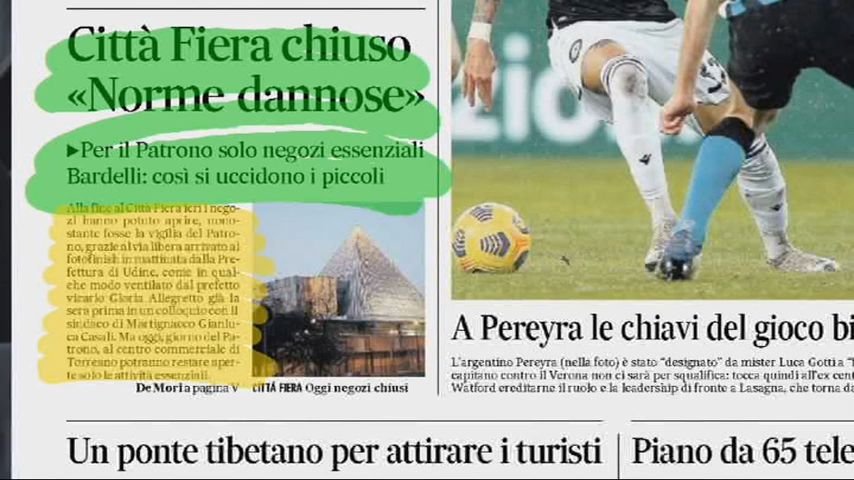 Città Fiera chiuso
«Norme dannose»
▸Per il Patrono solo negozi essenziali
Bardelli: così si uccidono i piccoli
Alla fine al Città Fiera ieri i nego-
zi hanno potuto aprire, nono-
stante fosse la vigilia del Patro-
no, grazie al via libera arrivato al
fotofinish in mattinata dalla Pre-
fettura di Udine, come in qual-
che modo ventilato dal prefetto
vicario Gloria Allegretto già la
sera prima in un colloquio con il
sindaco di Martignacco Gianlu-
ca Casali. Ma oggi, giorno del Pa-
trono, al centro commerciale di
Torreano potranno restare aper-
te solo le attività essenziali.
De Mori a pagina V
CITTÀ FIERA Oggi negozi chiusi
zio
A Pereyra le chiavi del gioco bi
L'argentino Pereyra (nella foto) è stato "designato" da mister Luca Gotti a "
capitano contro il Verona non ci sarà per squalifica: tocca quindi all'ex cent
Watford ereditarne il ruolo e la leadership di fronte a Lasagna, che torna da
Un ponte tibetano per attirare i turisti
Piano da 65 tele